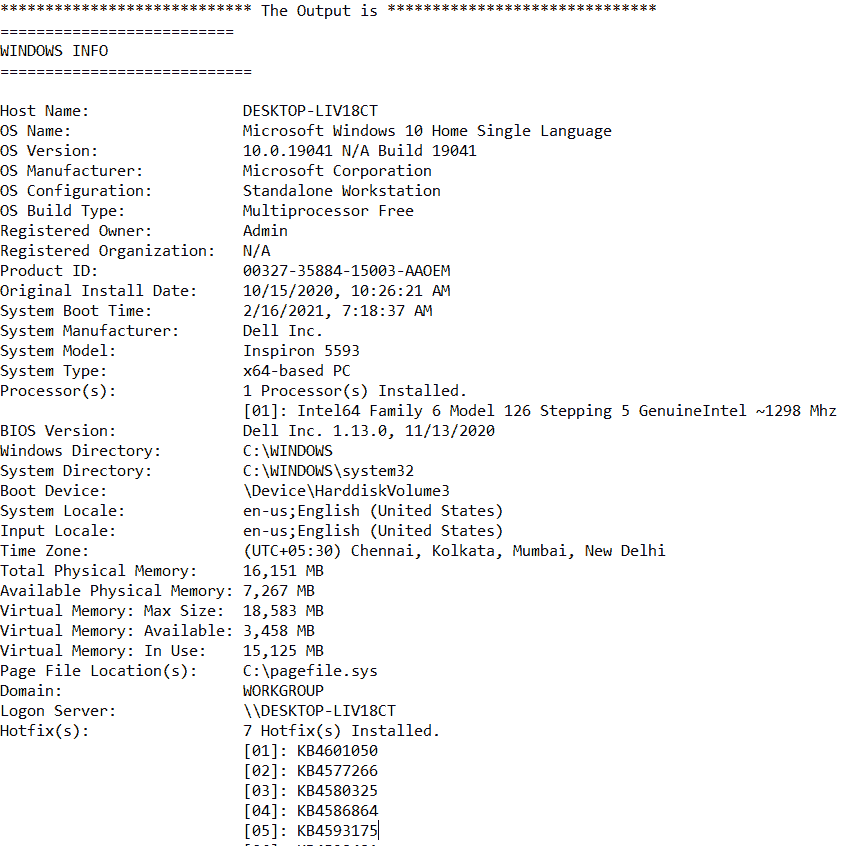 **************************** The Output is ******************************
==========================
WINDOWS INFO
============================
Host Name: DESKTOP-LIV18CT
OS Name: Microsoft Windows 10 Home Single Language
OS Version: 10.0.19041 N/A Build 19041
OS Manufacturer: Microsoft Corporation
OS Configuration: Standalone Workstation
OS Build Type: Multiprocessor Free
Registered Owner: Admin
Registered Organization: N/A
Product ID: 00327-35884-15003-AAOEM
Original Install Date: 10/15/2020, 10:26:21 AM
System Boot Time: 2/16/2021, 7:18:37 AM
System Manufacturer: Dell Inc.
System Model: Inspiron 5593
System Type: x64-based PC
Processor(s): 1 Processor(s) Installed.
[01]: Intel64 Family 6 Model 126 Stepping 5 GenuineIntel ~1298 Mhz
BIOS Version: Dell Inc. 1.13.0, 11/13/2020
Windows Directory: C:\WINDOWS
System Directory: C:\WINDOWS\system32
Boot Device: \Device\HarddiskVolume3
System Locale: en-us;English (United States)
Input Locale: en-us;English (United States)
Time Zone: (UTC+05:30) Chennai, Kolkata, Mumbai, New Delhi
Total Physical Memory: 16,151 MB
Available Physical Memory: 7,267 MB
Virtual Memory: Max Size: 18,583 MB
Virtual Memory: Available: 3,458 MB
Virtual Memory: In Use: 15,125 MB
Page File Location(s): C:\pagefile.sys
Domain: WORKGROUP
Logon Server: \\DESKTOP-LIV18CT
Hotfix(s): 7 Hotfix(s) Installed.
[01]: KB4601050
[02]: KB4577266
[03]: KB4580325
[04]: KB4586864
[05]: KB4593175